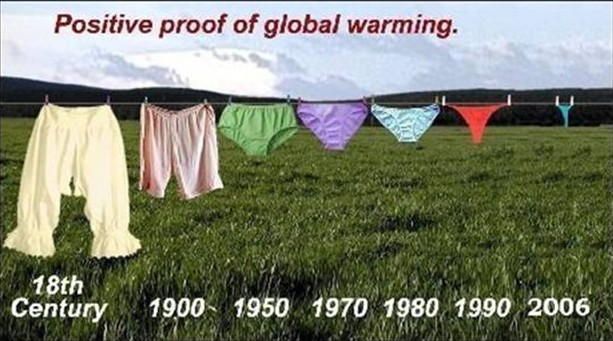 Positive proof of global warming.
18th
Century 1900 1950 1970 1980 1990 2006